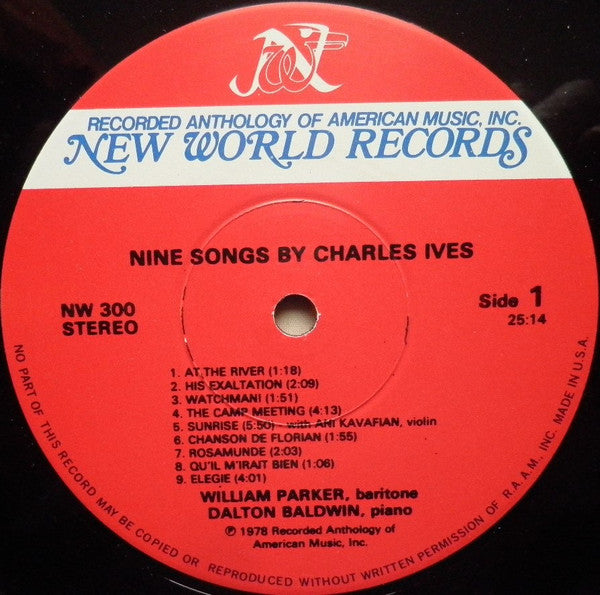 RECORDED ANTHOLOGY OF AMERICAN MUSIC, INC.
NEW WORLD RECORDS
NINE SONGS BY CHARLES IVES
NW 300
STEREO
Side 1
25:14
1. AT THE RIVER (1:18)
2. HIS EXALTATION (2:09)
3. WATCHMAN! (1:51)
4. THE CAMP MEETING (4:13)
5. SUNRISE (5:50) - with ANI KAVAFIAN, violin
6. CHANSON DE FLORIAN (1:55)
7. ROSAMUNDE (2:03)
8. QU'IL M'IRAIT BIEN (1:06)
9. ELEGIE (4:01)
WILLIAM PARKER, baritone
DALTON BALDWIN, piano
℗ 1978 Recorded Anthology of
American Music, Inc.
NO PART OF THIS RECORD MAY BE COPIED OR REPRODUCED WITHOUT WRITTEN PERMISSION OF R.A.A.M., INC. MADE IN U.S.A.